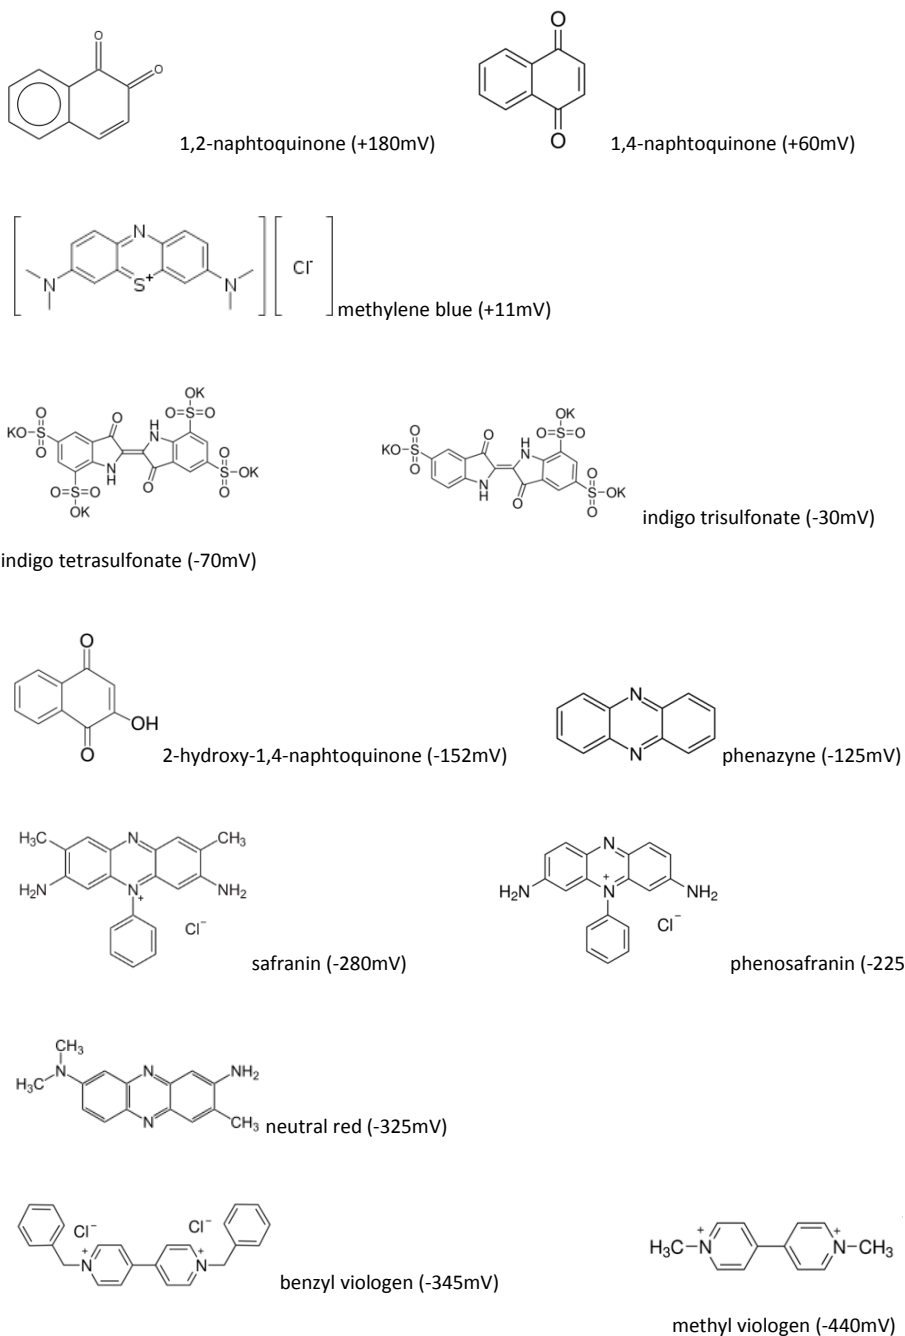 O
O
1,2-naphtoquinone (+180mV)
O
O
1,4-naphtoquinone (+60mV)
N
N
S+
N
Cl-
methylene blue (+11mV)
KO-S
O
O
O
H
N
OK
O=S=O
O=S=O
OK
N
H
O
O
S-OK
O
indigo tetrasulfonate (-70mV)
KO-S
O
O
O
H
N
OK
O=S=O
N
H
O
O
S-OK
O
indigo trisulfonate (-30mV)
O
O
OH
2-hydroxy-1,4-naphtoquinone (-152mV)
N
N
phenazyne (-125mV)
H3C
N
CH3
H2N
N
+
NH2
Cl−
safranin (-280mV)
N
H2N
N
+
NH2
Cl−
phenosafranin (-225
CH3
H3C
N
N
N
NH2
CH3
neutral red (-325mV)
Cl−
Cl−
N
+
N
+
benzyl viologen (-345mV)
H3C-N
+
N-CH3
+
methyl viologen (-440mV)